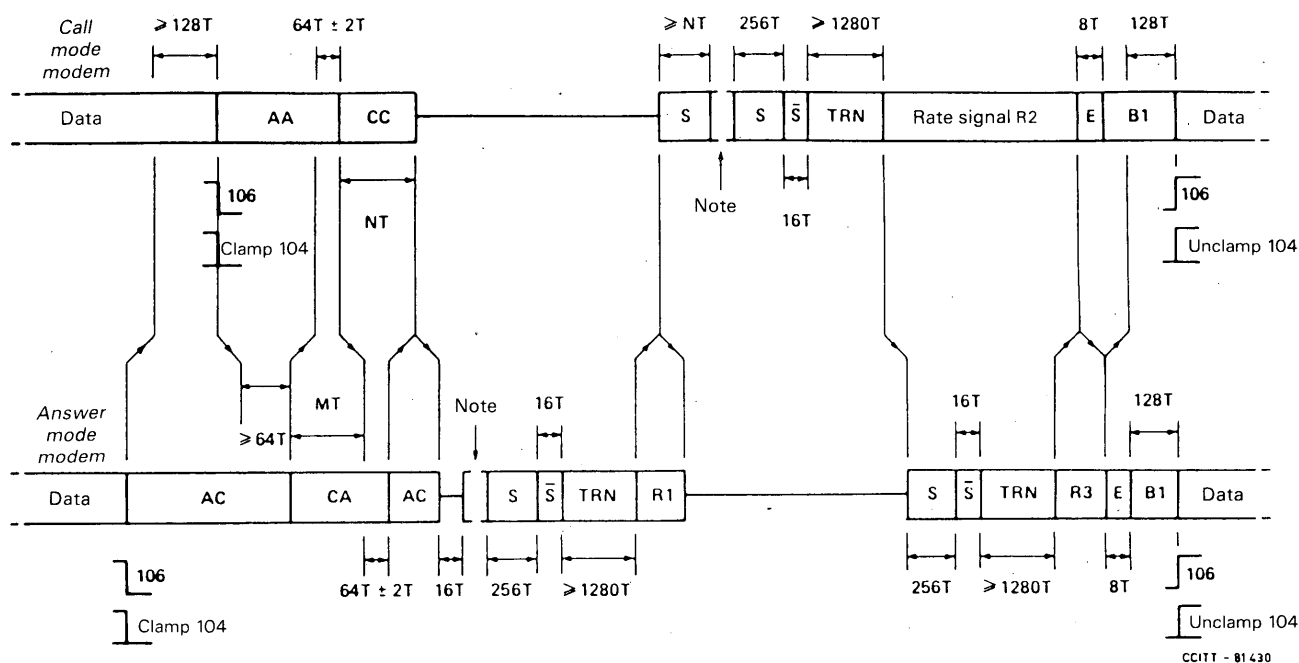 Call mode modem
⩾ 128T
64T ± 2T
⩾ NT
256T
⩾ 1280T
8T
128T
Data
AA
CC
S
S
S̄
TRN
Rate signal R2
E
B1
Data
106
Clamp 104
NT
Note
16T
106
Unclamp 104
Answer mode modem
⩾ 64T
MT
Note
16T
16T
128T
Data
AC
CA
AC
S
S̄
TRN
R1
S
S̄
TRN
R3
E
B1
Data
106
Clamp 104
64T ± 2T
16T
256T
⩾ 1280T
256T
⩾ 1280T
8T
106
Unclamp 104
CCITT - 81 430